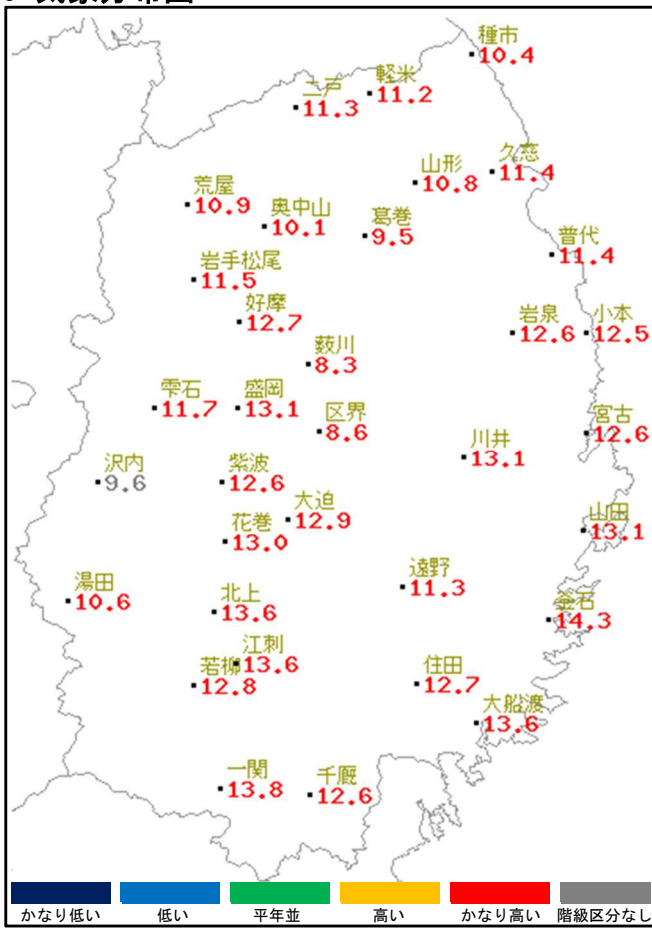 種市
10.4
軽米
11.2
二戸
11.3
久慈
11.4
山形
10.8
荒屋
10.9
奥中山
10.1
葛巻
9.5
普代
11.4
岩手松尾
11.5
好摩
12.7
岩泉
12.6
小本
12.5
薮川
8.3
雫石
11.7
盛岡
13.1
区界
8.6
宮古
12.6
川井
13.1
沢内
9.6
紫波
12.6
大迫
12.9
花巻
13.0
山田
13.1
遠野
11.3
湯田
10.6
北上
13.6
釜石
14.3
江刺
13.6
若柳
12.8
住田
12.7
大船渡
13.6
一関
13.8
千厩
12.6
かなり低い 低い 平年並 高い かなり高い 階級区分なし